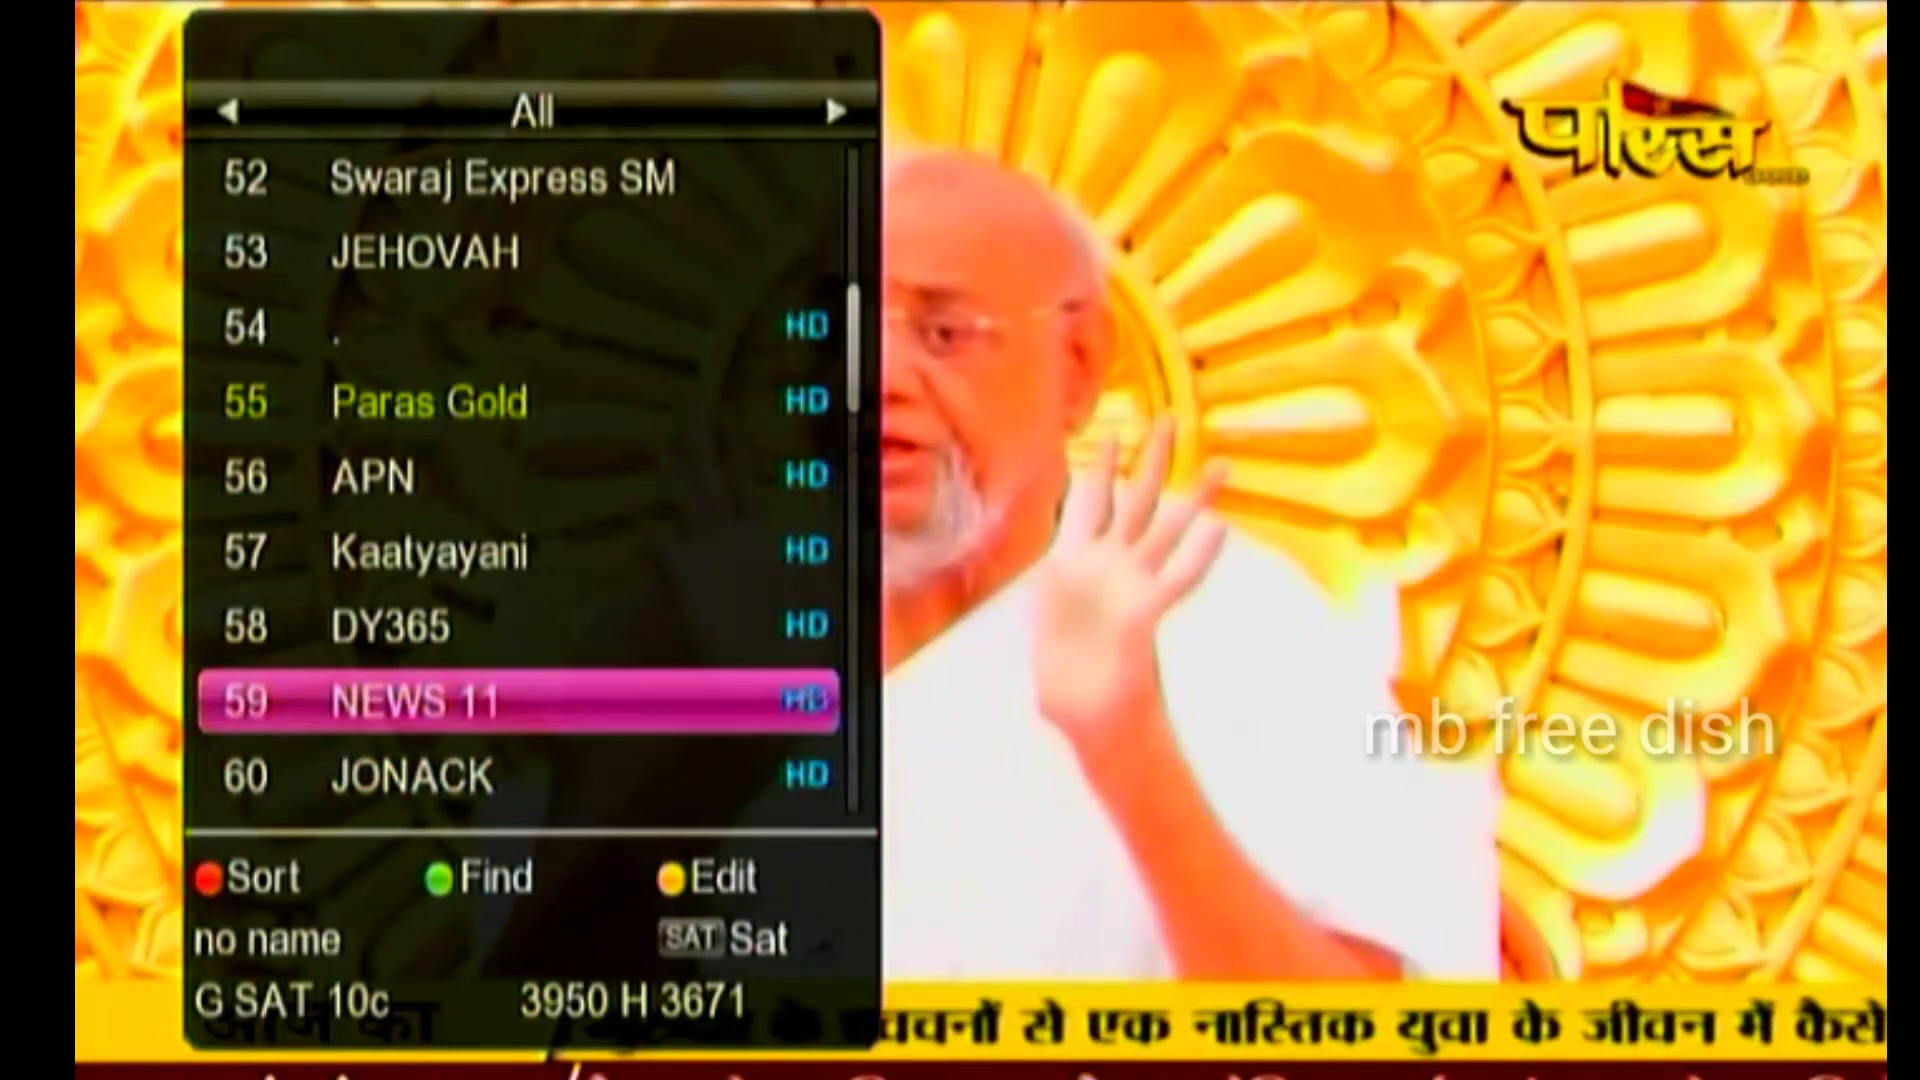 All
52 Swaraj Express SM
53 JEHOVAH
54 . HD
55 Paras Gold HD
56 APN HD
57 Kaatyayani HD
58 DY365 HD
59 NEWS 11 HD
60 JONACK HD
Sort Find Edit
no name SAT Sat
G SAT 10c 3950 H 3671
पारस
mb free dish
आज का
के प्रवचनों से एक नास्तिक युवा के जीवन में कैसे